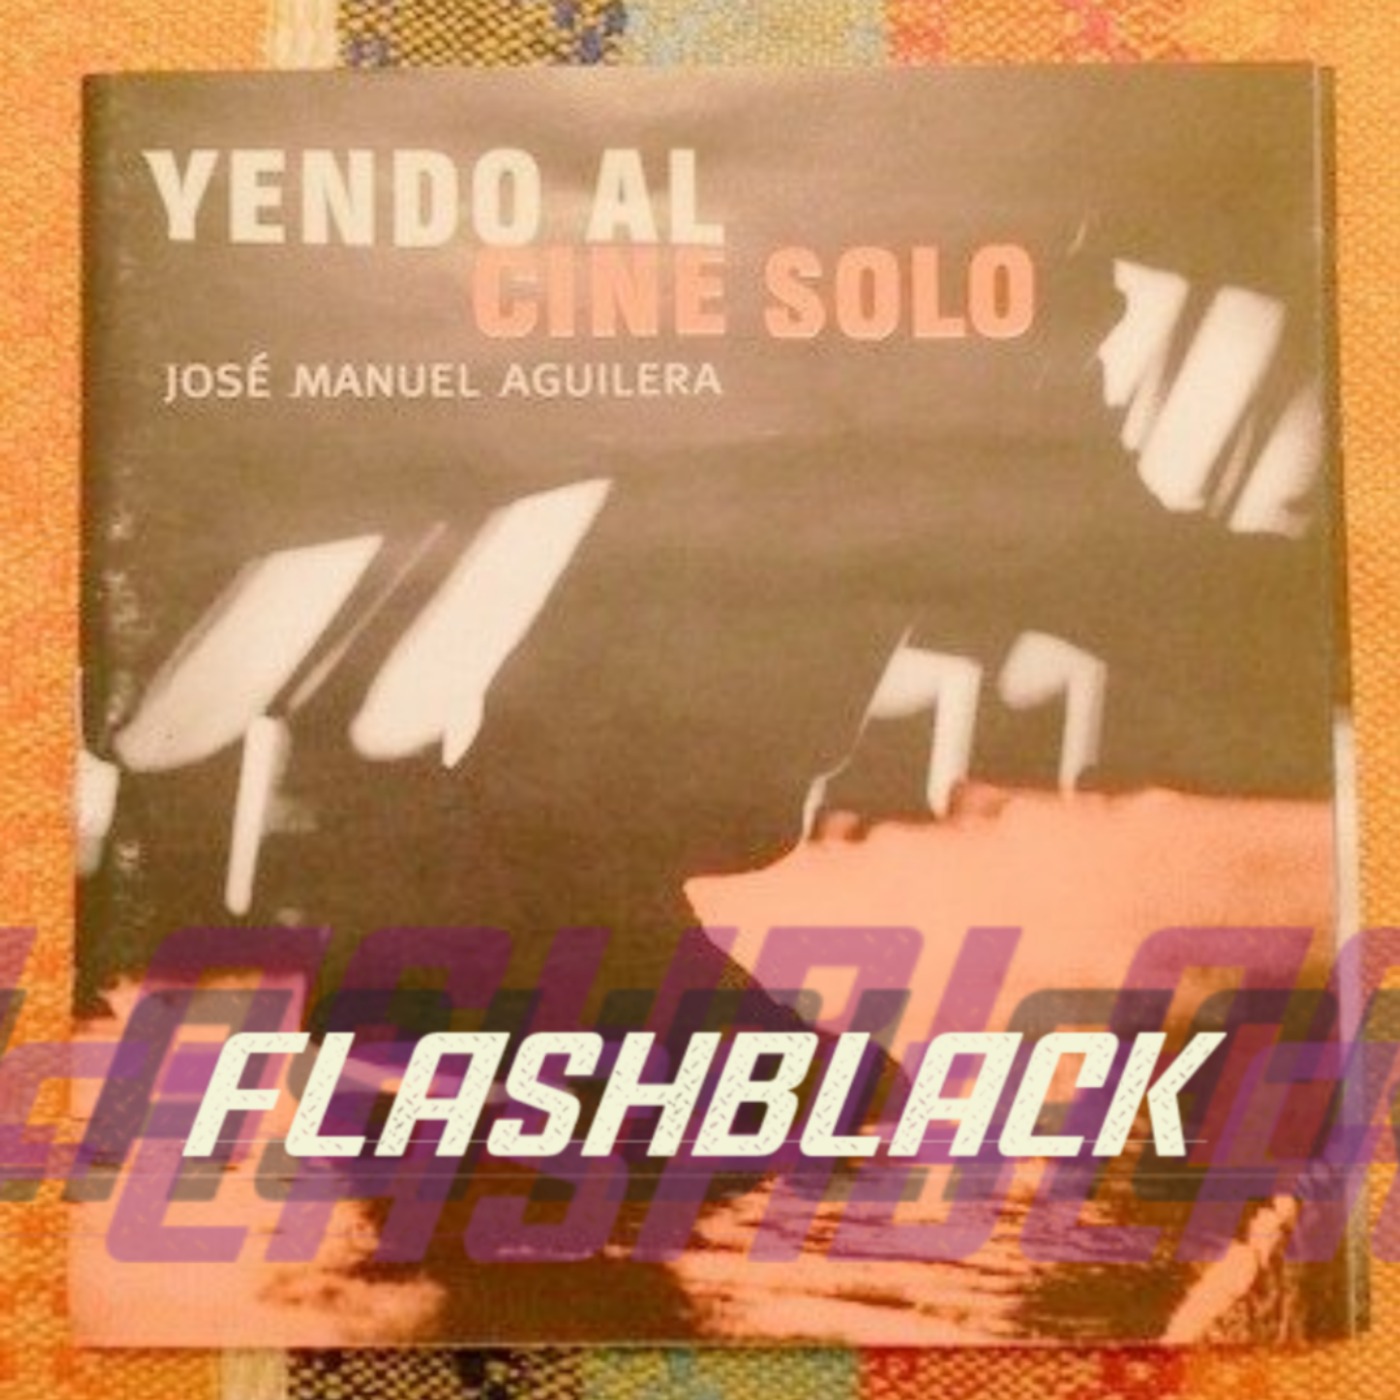 YENDO AL
CINE SOLO
JOSÉ MANUEL AGUILERA
FLASHBLACK